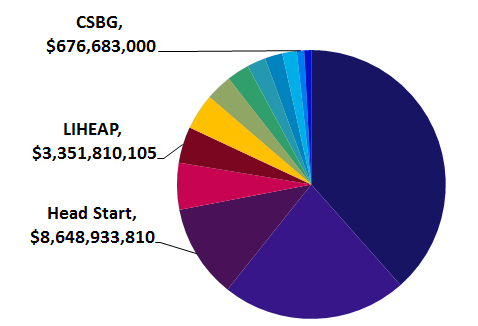 CSBG,
$676,683,000
LIHEAP,
$3,351,810,105
Head Start,
$8,648,933,810